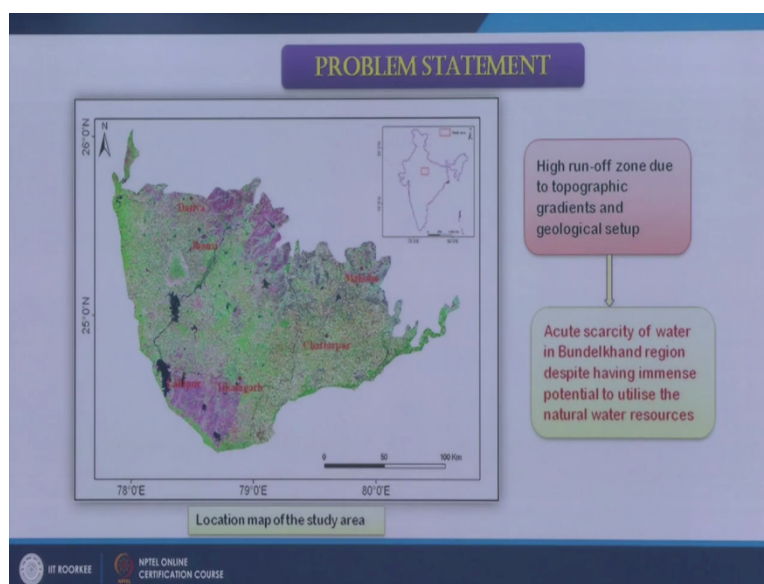 PROBLEM STATEMENT
26°0'N
N
25°0'N
Datiya
Jhansi
Mahoba
Chattarpur
Lalitpur
Tikamgarh
0 50 100 Km
78°0'E 79°0'E 80°0'E
Location map of the study area
High run-off zone due
to topographic
gradients and
geological setup
Acute scarcity of water
in Bundelkhand region
despite having immense
potential to utilise the
natural water resources
IIT ROORKEE
NPTEL ONLINE
CERTIFICATION COURSE